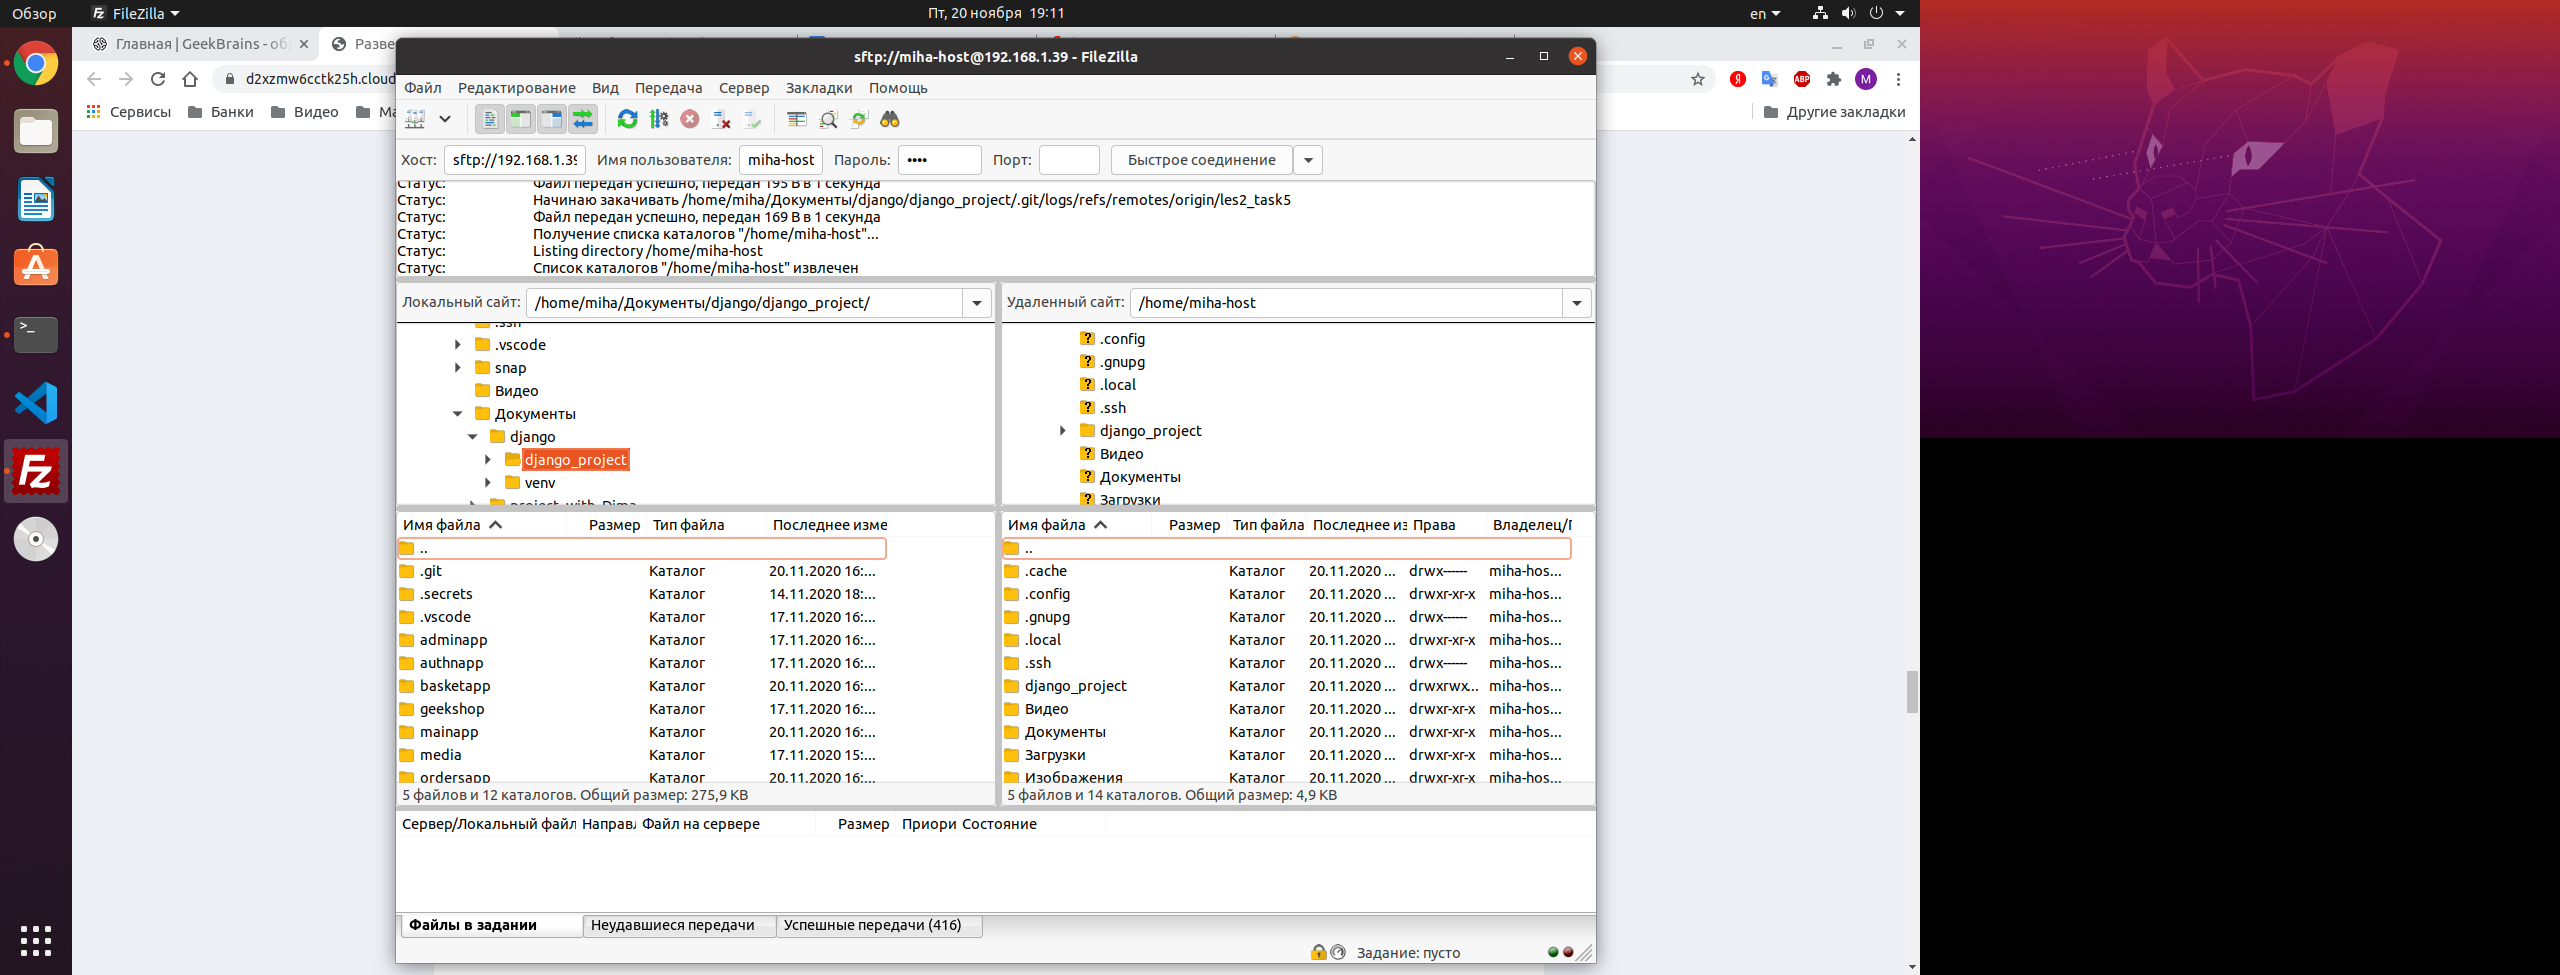 Обзор FileZilla Пт, 20 ноября 19:11 en
Главная | GeekBrains - об Разве
d2xzmw6cctk25h.cloud
Сервисы Банки Видео Ма Другие закладки
sftp://miha-host@192.168.1.39 - FileZilla
Файл Редактирование Вид Передача Сервер Закладки Помощь
Хост: sftp://192.168.1.39 Имя пользователя: miha-host Пароль: •••• Порт: Быстрое соединение
Статус: Файл передан успешно, передан 195 B в 1 секунда
Статус: Начинаю закачивать /home/miha/Документы/django/django_project/.git/logs/refs/remotes/origin/les2_task5
Статус: Файл передан успешно, передан 169 B в 1 секунда
Статус: Получение списка каталогов "/home/miha-host"...
Статус: Listing directory /home/miha-host
Статус: Список каталогов "/home/miha-host" извлечен
Локальный сайт: /home/miha/Документы/django/django_project/
.ssh
.vscode
snap
Видео
Документы
django
django_project
venv
project_with_Dima
Удаленный сайт: /home/miha-host
.config
.gnupg
.local
.ssh
django_project
Видео
Документы
Загрузки
Имя файла Размер Тип файла Последнее изме
..
.git Каталог 20.11.2020 16:...
.secrets Каталог 14.11.2020 18:...
.vscode Каталог 17.11.2020 16:...
adminapp Каталог 17.11.2020 16:...
authnapp Каталог 17.11.2020 16:...
basketapp Каталог 20.11.2020 16:...
geekshop Каталог 17.11.2020 16:...
mainapp Каталог 20.11.2020 16:...
media Каталог 17.11.2020 15:...
ordersapp Каталог 20.11.2020 16:...
5 файлов и 12 каталогов. Общий размер: 275,9 KB
Имя файла Размер Тип файла Последнее из Права Владелец/Г
..
.cache Каталог 20.11.2020 ... drwx------ miha-hos...
.config Каталог 20.11.2020 ... drwxr-xr-x miha-hos...
.gnupg Каталог 20.11.2020 ... drwx------ miha-hos...
.local Каталог 20.11.2020 ... drwxr-xr-x miha-hos...
.ssh Каталог 20.11.2020 ... drwx------ miha-hos...
django_project Каталог 20.11.2020 ... drwxrwx... miha-hos...
Видео Каталог 20.11.2020 ... drwxr-xr-x miha-hos...
Документы Каталог 20.11.2020 ... drwxr-xr-x miha-hos...
Загрузки Каталог 20.11.2020 ... drwxr-xr-x miha-hos...
Изображения Каталог 20.11.2020 ... drwxr-xr-x miha-hos...
5 файлов и 14 каталогов. Общий размер: 4,9 KB
Сервер/Локальный файл Направл Файл на сервере Размер Приори Состояние
Файлы в задании Неудавшиеся передачи Успешные передачи (416)
Задание: пусто